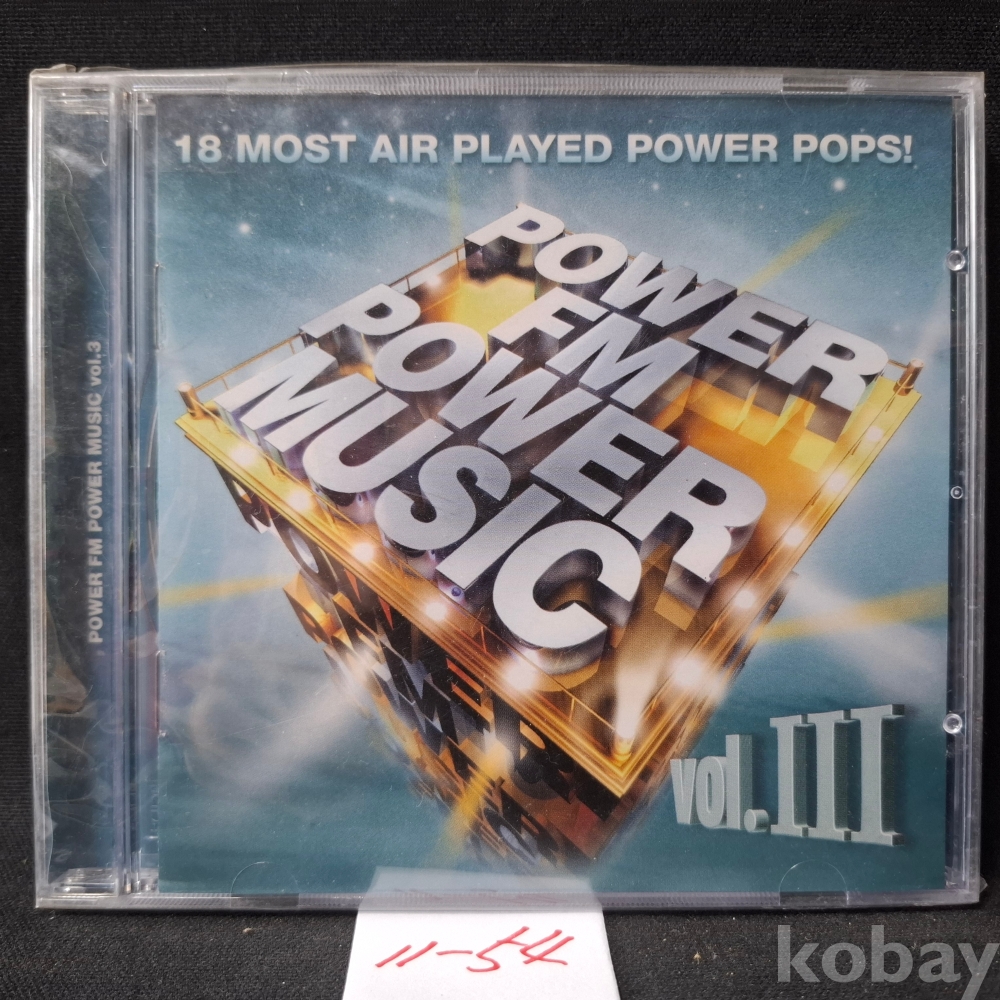 18 MOST AIR PLAYED POWER POPS!
POWER
FM
POWER
MUSIC
vol.III
POWER FM POWER MUSIC vol.3
11-54
kobay